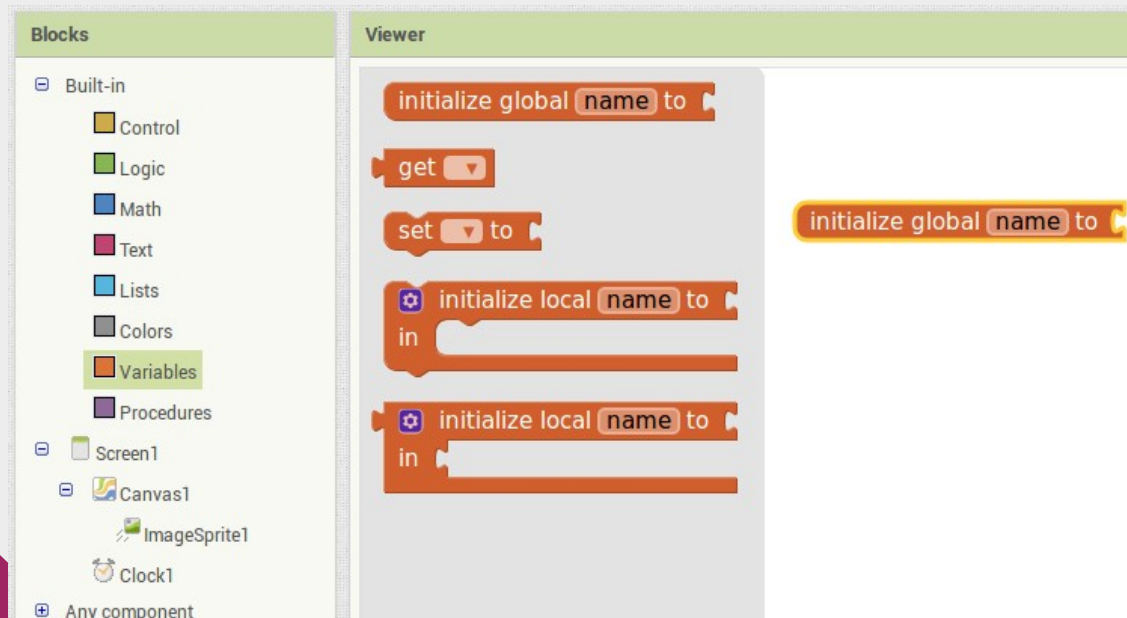 Blocks
Built-in
Control
Logic
Math
Text
Lists
Colors
Variables
Procedures
Screen1
Canvas1
ImageSprite1
Clock1
Any component
Viewer
initialize global name to
get
set to
initialize local name to
in
initialize local name to
in
initialize global name to